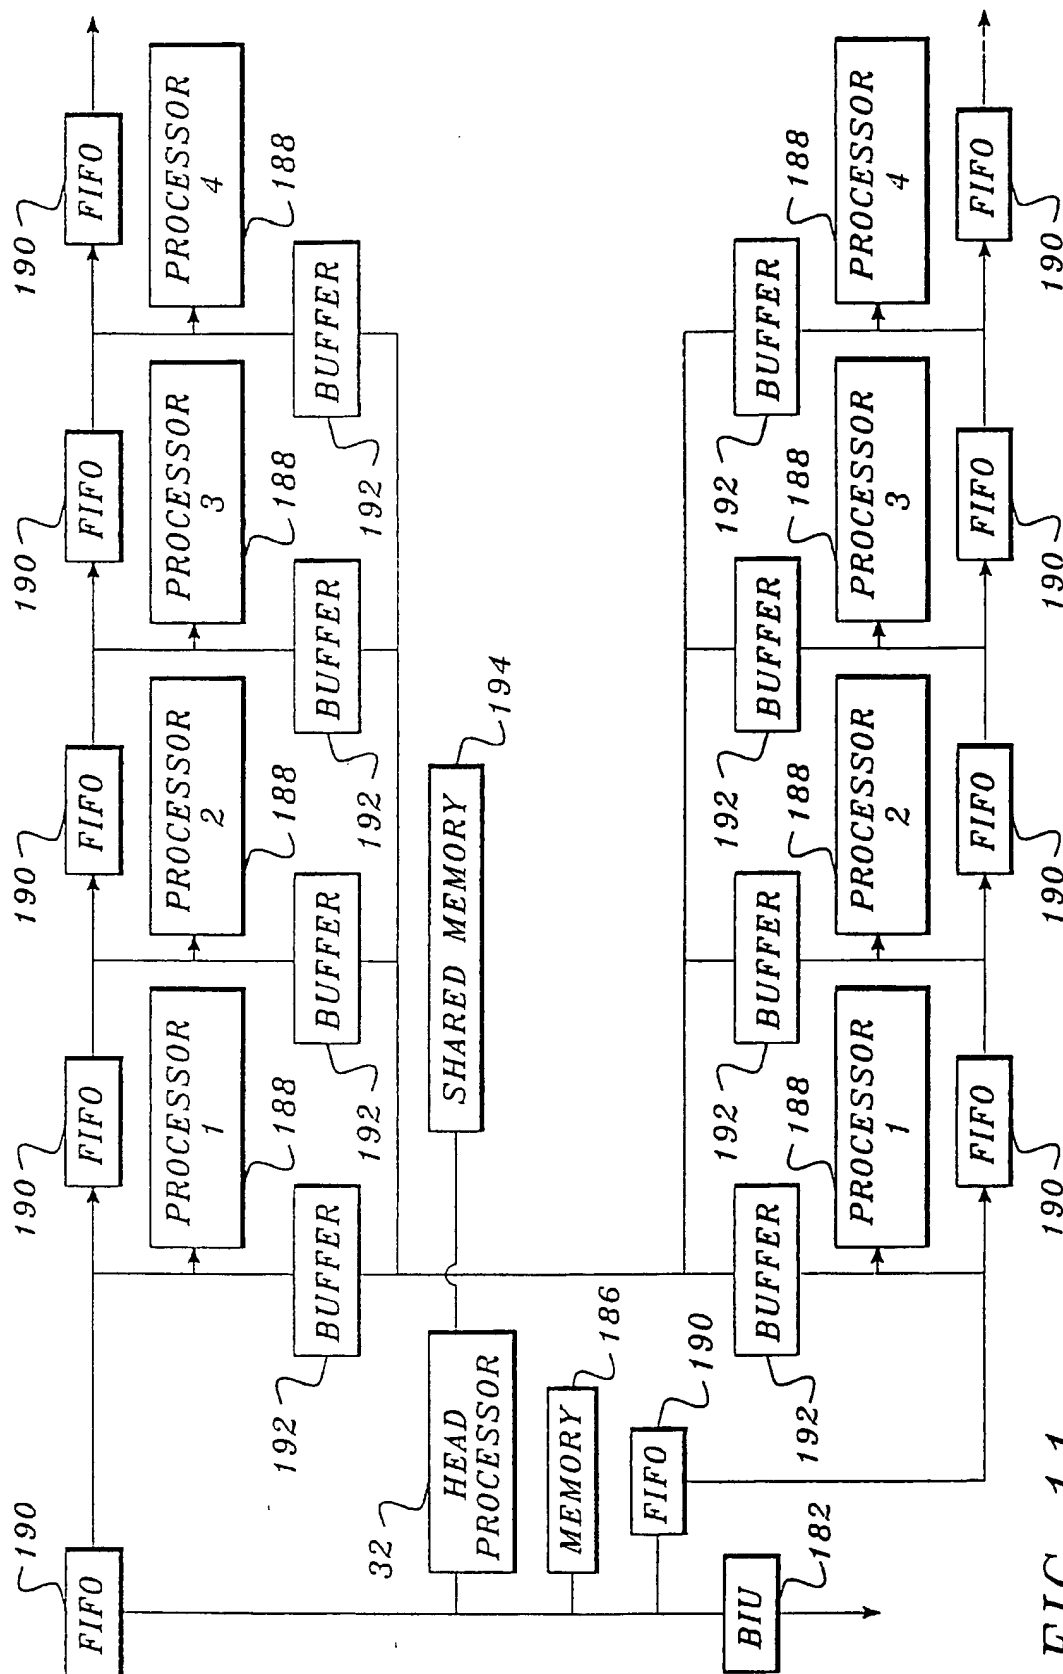 190
190
190
190
190
FIFO
FIFO
FIFO
FIFO
FIFO
PROCESSOR
1
PROCESSOR
2
PROCESSOR
3
PROCESSOR
4
188
188
188
188
192
BUFFER
BUFFER
BUFFER
BUFFER
192
192
192
32
HEAD
PROCESSOR
SHARED MEMORY
194
MEMORY
186
FIFO
190
192
192
192
BIU
BUFFER
BUFFER
BUFFER
BUFFER
182
192
188
188
188
188
PROCESSOR
1
PROCESSOR
2
PROCESSOR
3
PROCESSOR
4
FIFO
FIFO
FIFO
FIFO
190
190
190
190
FIG. 11